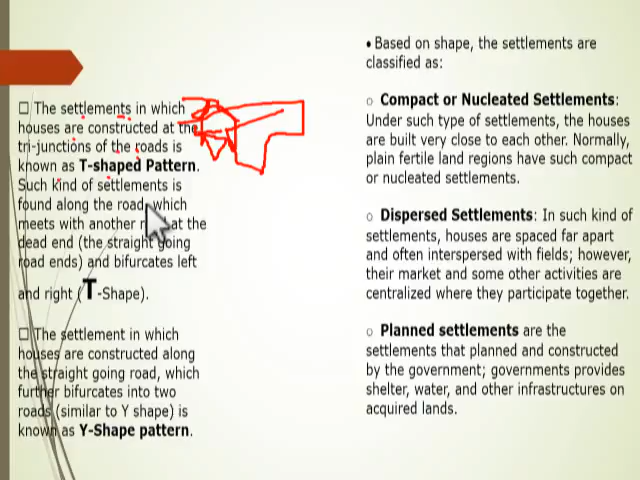 ☐ The settlements in which
houses are constructed at the
tri-junctions of the roads is
known as T-shaped Pattern.
Such kind of settlements is
found along the road, which
meets with another at the
dead end (the straight going
road ends) and bifurcates left
and right (T-Shape).
☐ The settlement in which
houses are constructed along
the straight going road, which
further bifurcates into two
roads (similar to Y shape) is
known as Y-Shape pattern.
• Based on shape, the settlements are
classified as:
o Compact or Nucleated Settlements:
Under such type of settlements, the houses
are built very close to each other. Normally,
plain fertile land regions have such compact
or nucleated settlements.
o Dispersed Settlements: In such kind of
settlements, houses are spaced far apart
and often interspersed with fields; however,
their market and some other activities are
centralized where they participate together.
o Planned settlements are the
settlements that planned and constructed
by the government; governments provides
shelter, water, and other infrastructures on
acquired lands.